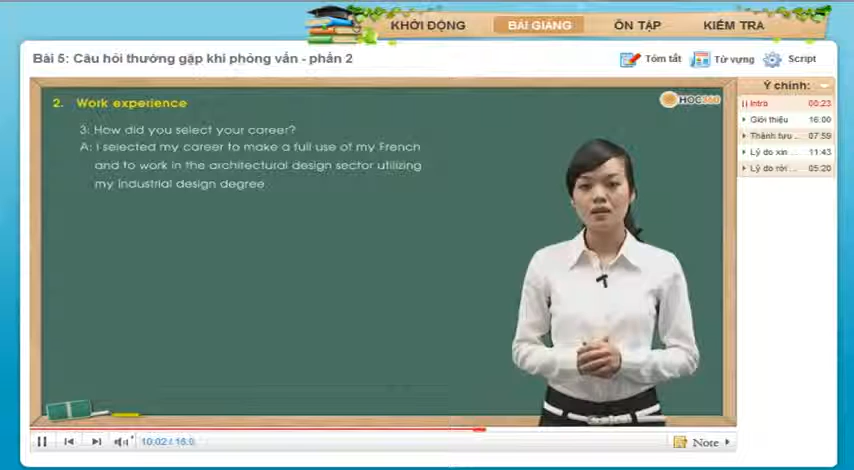 KHỞI ĐỘNG
BÀI GIẢNG
ÔN TẬP
KIỂM TRA
Bài 5: Câu hỏi thường gặp khi phỏng vấn - phần 2
Tóm tắt
Từ vựng
Script
2. Work experience
HOC360
3: How did you select your career?
A: I selected my career to make a full use of my French
and to work in the architectural design sector utilizing
my industrial design degree
Ý chính:
Intro 00:23
Giới thiệu 16:00
Thành tựu ... 07:59
Lý do xin ... 11:43
Lý do rời ... 05:20
10:02 / 16:0
Note